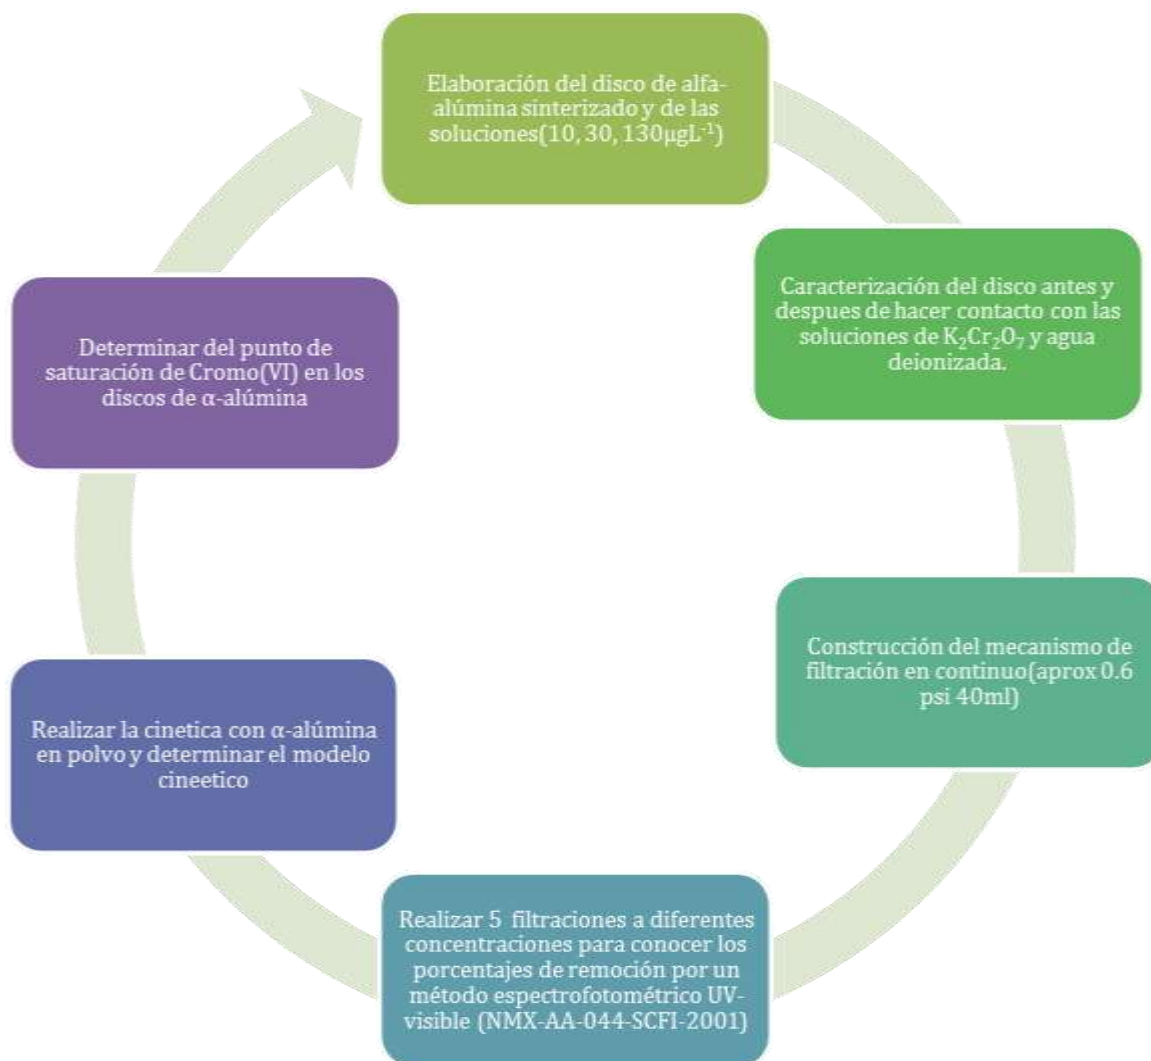 Elaboración del disco de alfa-
alúmina sinterizado y de las
soluciones(10, 30, 130µgL⁻¹)
Caracterización del disco antes y
despues de hacer contacto con las
soluciones de K₂Cr₂O₇ y agua
deionizada.
Construcción del mecanismo de
filtración en continuo(aprox 0.6
psi 40ml)
Realizar 5 filtraciones a diferentes
concentraciones para conocer los
porcentajes de remoción por un
método espectrofotométrico UV-
visible (NMX-AA-044-SCFI-2001)
Realizar la cinetica con α-alúmina
en polvo y determinar el modelo
cineetico
Determinar del punto de
saturación de Cromo(VI) en los
discos de α-alúmina